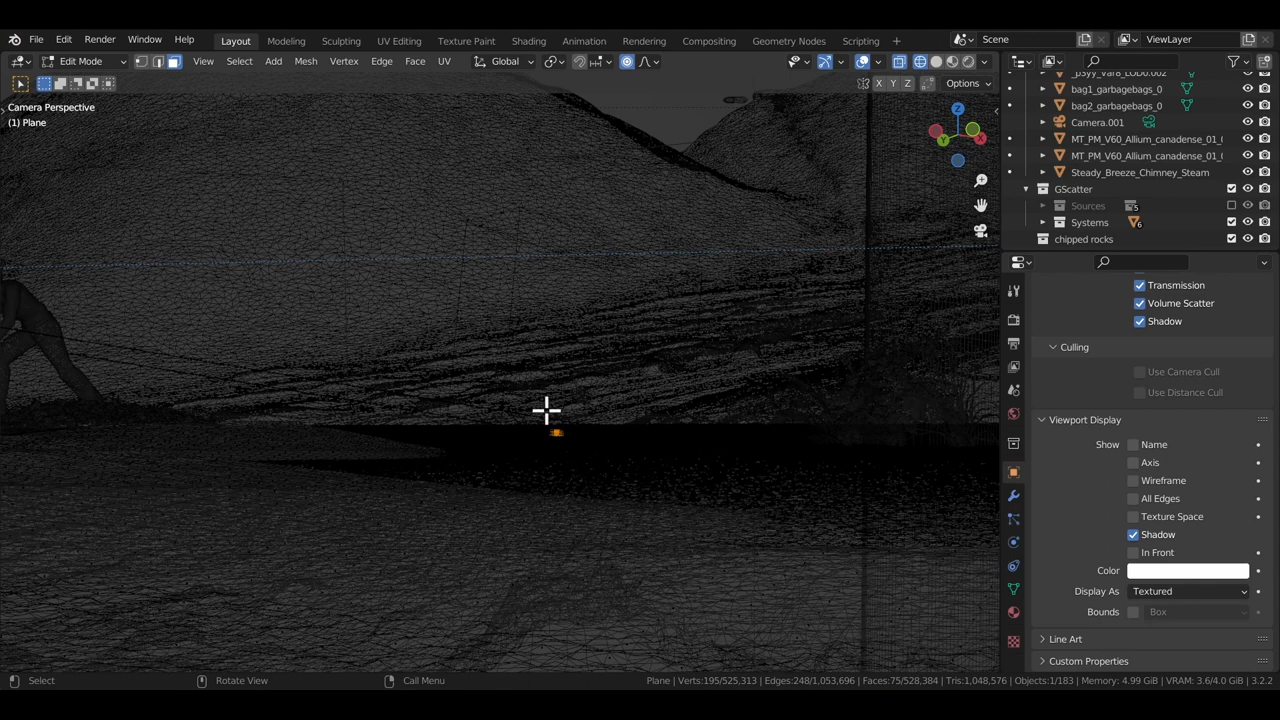 File Edit Render Window Help Layout Modeling Sculpting UV Editing Texture Paint Shading Animation Rendering Compositing Geometry Nodes Scripting + Scene ViewLayer
Edit Mode View Select Add Mesh Vertex Edge Face UV Global
X Y Z Options
Camera Perspective
(1) Plane
Z
Y
X
bag1_garbagebags_0
bag2_garbagebags_0
Camera.001
MT_PM_V60_Allium_canadense_01_(
MT_PM_V60_Allium_canadense_01_(
Steady_Breeze_Chimney_Steam
GScatter
Sources 5
Systems 6
chipped rocks
Transmission
Volume Scatter
Shadow
Culling
Use Camera Cull
Use Distance Cull
Viewport Display
Show Name
Axis
Wireframe
All Edges
Texture Space
Shadow
In Front
Color
Display As Textured
Bounds Box
Line Art
Custom Properties
Select Rotate View Call Menu Plane | Verts:195/525,313 | Edges:248/1,053,696 | Faces:75/528,384 | Tris:1,048,576 | Objects:1/183 | Memory: 4.99 GiB | VRAM: 3.6/4.0 GiB | 3.2.2